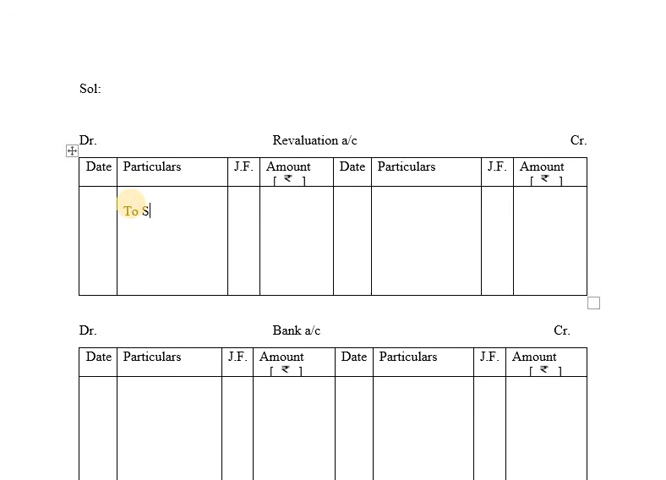 Sol:
Dr. Revaluation a/c Cr.
Date Particulars J.F. Amount Date Particulars J.F. Amount
[ ₹ ] [ ₹ ]
To S
Dr. Bank a/c Cr.
Date Particulars J.F. Amount Date Particulars J.F. Amount
[ ₹ ] [ ₹ ]